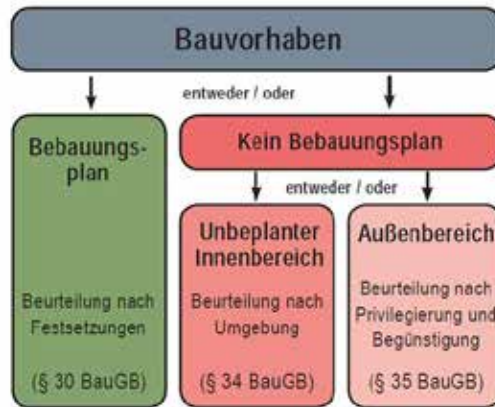 Bauvorhaben
entweder / oder
Bebauungs-
plan
Beurteilung nach
Festsetzungen
(§ 30 BauGB)
Kein Bebauungsplan
entweder / oder
Unbeplanter
Innenbereich
Beurteilung nach
Umgebung
(§ 34 BauGB)
Außenbereich
Beurteilung nach
Privilegierung und
Begünstigung
(§ 35 BauGB)